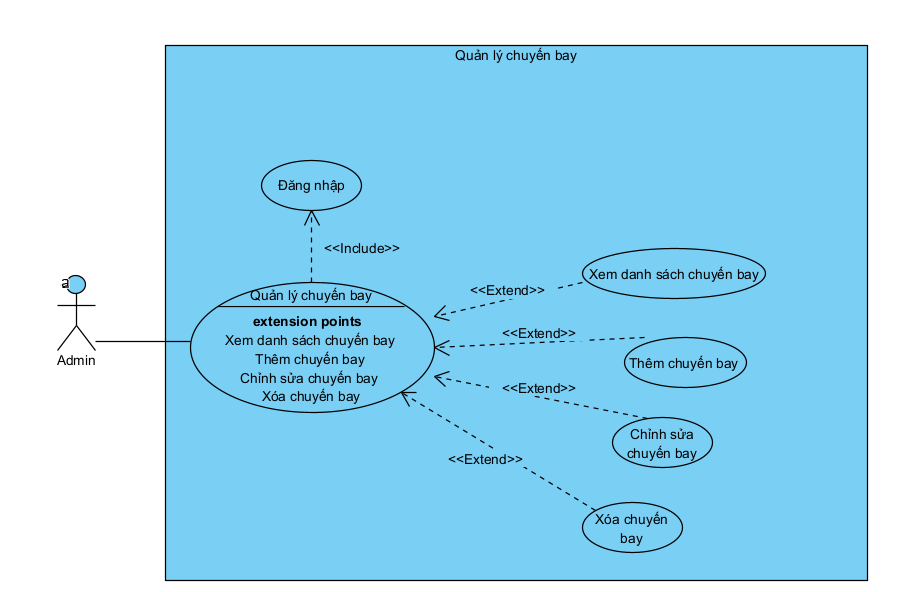 Quản lý chuyến bay
Đăng nhập
<<Include>>
a
Admin
Quản lý chuyến bay
extension points
Xem danh sách chuyến bay
Thêm chuyến bay
Chỉnh sửa chuyến bay
Xóa chuyến bay
<<Extend>>
Xem danh sách chuyến bay
<<Extend>>
Thêm chuyến bay
<<Extend>>
Chỉnh sửa
chuyến bay
<<Extend>>
Xóa chuyến
bay